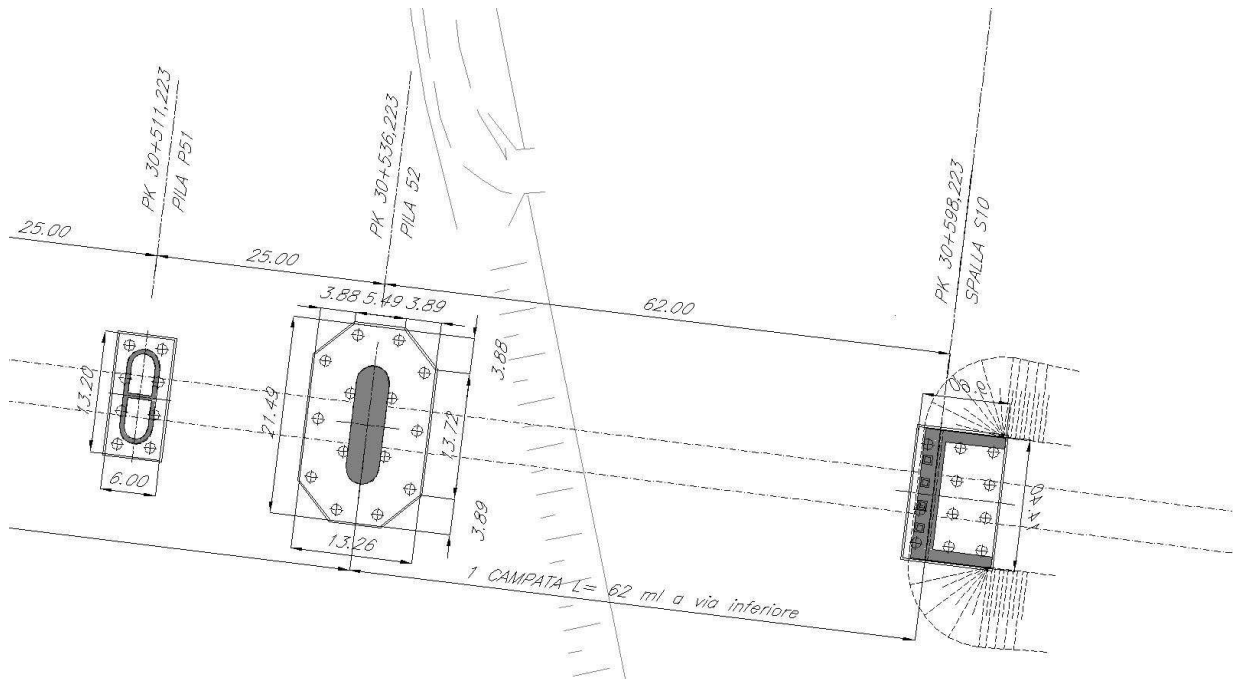 PK 30+511,223
PILA P51
PK 30+536,223
PILA 52
PK 30+598,223
SPALLA S10
25.00
25.00
62.00
3.88
5.49
3.89
3.88
13.20
21.49
13.72
6.00
13.26
3.89
14.40
1 CAMPATA L= 62 ml a via inferiore